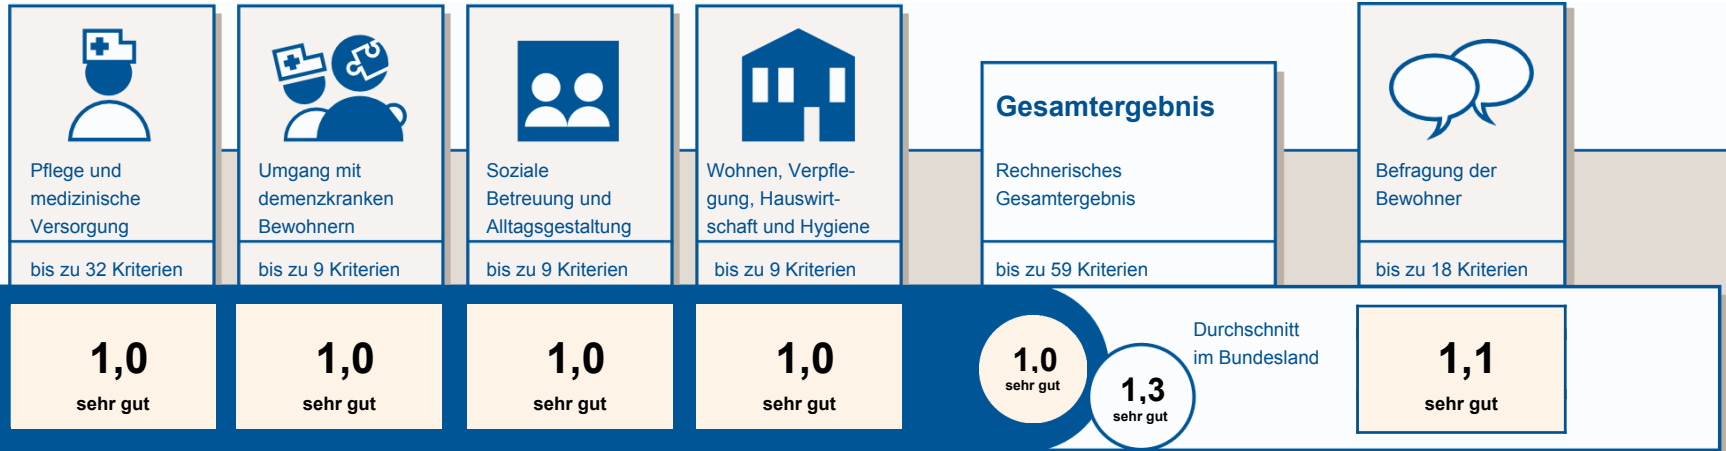 Pflege und
medizinische
Versorgung
bis zu 32 Kriterien
1,0
sehr gut
Umgang mit
demenzkranken
Bewohnern
bis zu 9 Kriterien
1,0
sehr gut
Soziale
Betreuung und
Alltagsgestaltung
bis zu 9 Kriterien
1,0
sehr gut
Wohnen, Verpfle-
gung, Hauswirt-
schaft und Hygiene
bis zu 9 Kriterien
1,0
sehr gut
Gesamtergebnis
Rechnerisches
Gesamtergebnis
bis zu 59 Kriterien
1,0
sehr gut
1,3
sehr gut
Durchschnitt
im Bundesland
Befragung der
Bewohner
bis zu 18 Kriterien
1,1
sehr gut